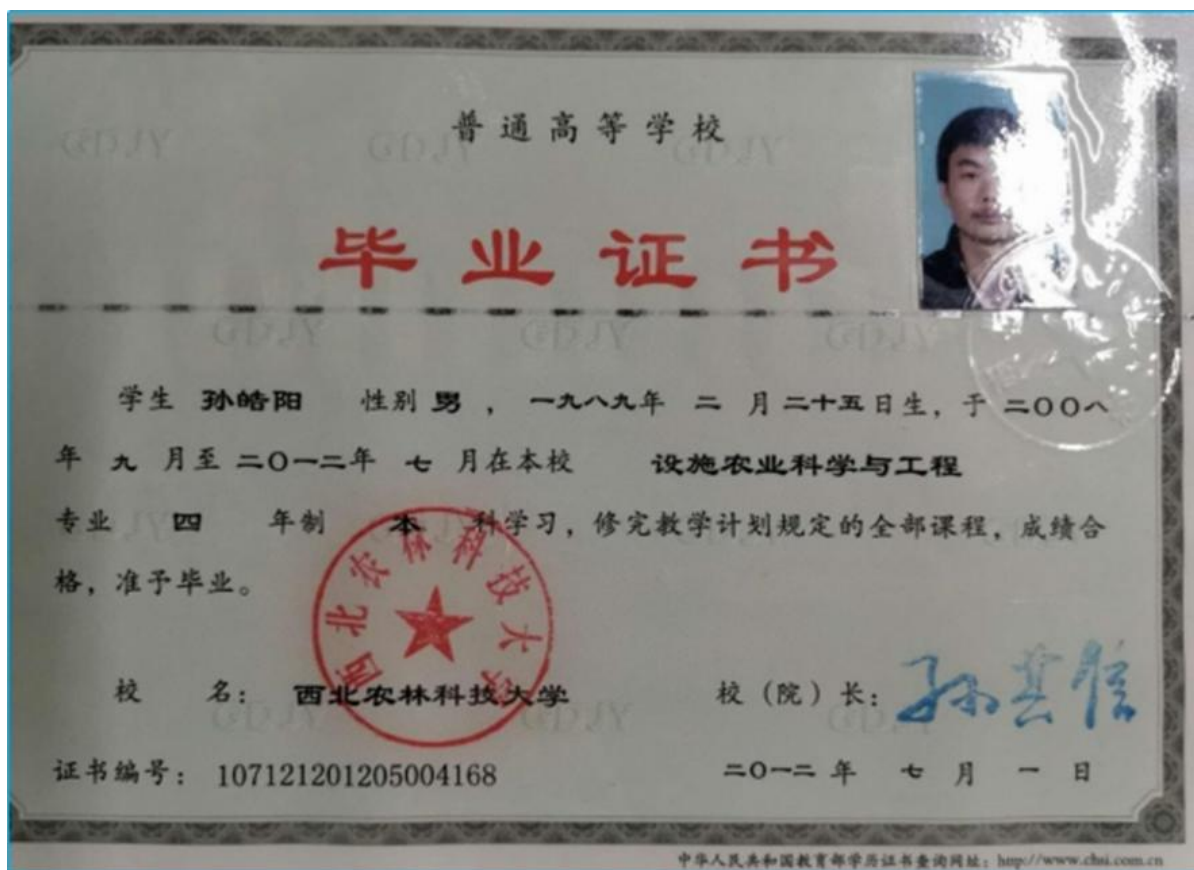 普通高等学校
毕业证书
学生 孙皓阳 性别 男 ，一九八九年 二 月 二十五日生，于 二〇〇八
年 九 月至 二〇一二年 七 月在本校 设施农业科学与工程
专业 四 年制 本 科学习，修完教学计划规定的全部课程，成绩合
格，准予毕业。
西北农林科技大学
校 名： 西北农林科技大学 校（院）长：孙其信
证书编号： 107121201205004168 二〇一二 年 七 月 一 日
中华人民共和国教育部学历证书查询网址：http://www.chsi.com.cn